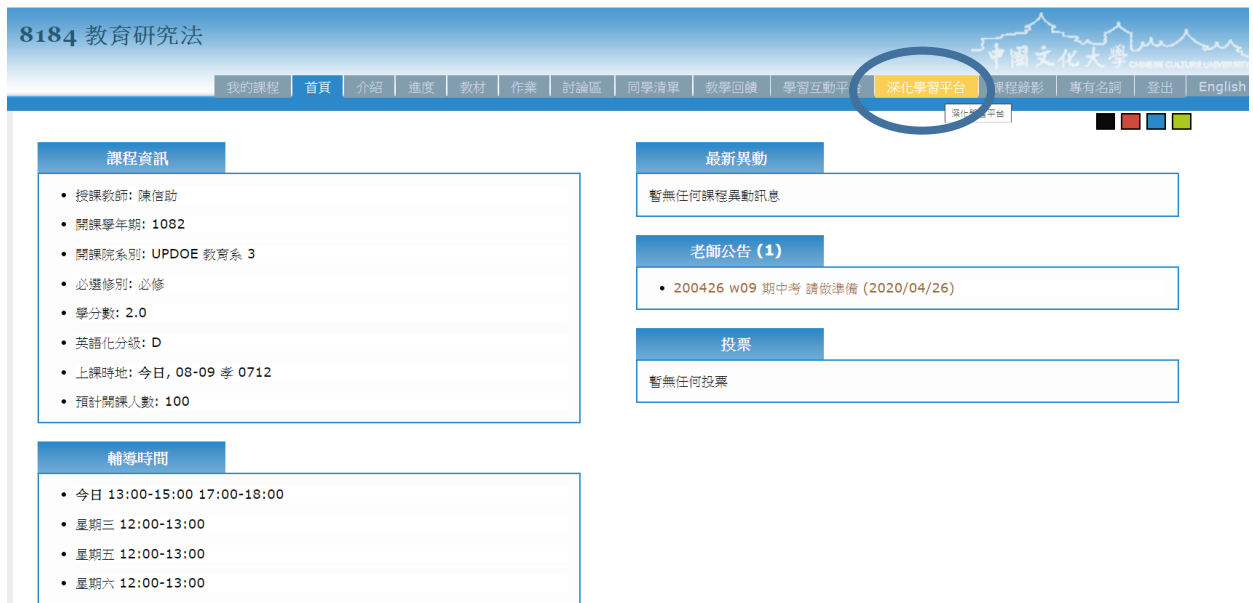 8184 教育研究法
中國文化大學 CHINESE CULTURE UNIVERSITY
我的課程 首頁 介紹 進度 教材 作業 討論區 同學清單 教學回饋 學習互動平台 深化學習平台 課程錄影 專有名詞 登出 English
深化學習平台
課程資訊
• 授課教師: 陳信助
• 開課學年期: 1082
• 開課院系別: UPDOE 教育系 3
• 必選修別: 必修
• 學分數: 2.0
• 英語化分級: D
• 上課時地: 今日, 08-09 孝 0712
• 預計開課人數: 100
輔導時間
• 今日 13:00-15:00 17:00-18:00
• 星期三 12:00-13:00
• 星期五 12:00-13:00
• 星期六 12:00-13:00
最新異動
暫無任何課程異動訊息
老師公告 (1)
• 200426 w09 期中考 請做準備 (2020/04/26)
投票
暫無任何投票